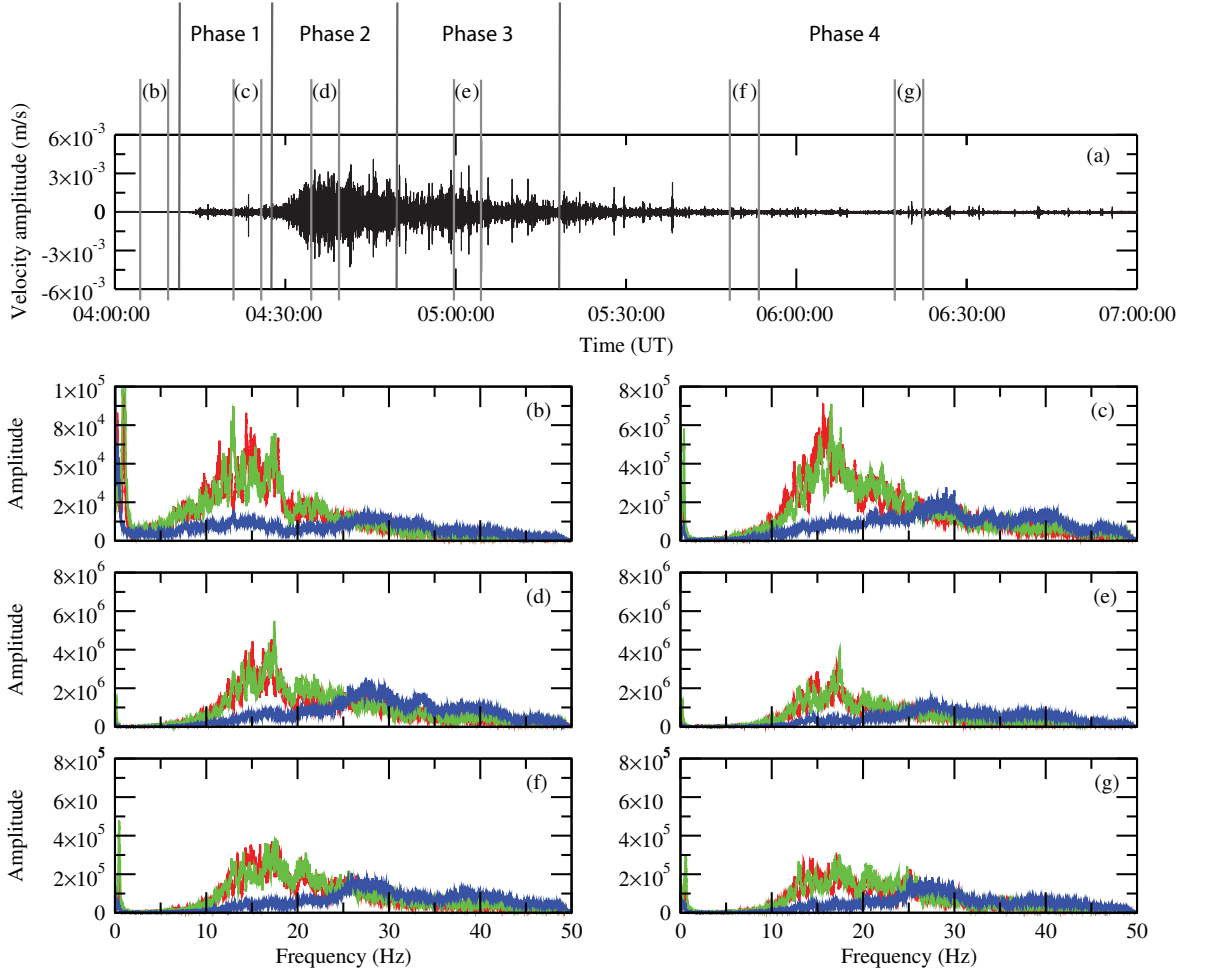 Phase 1 Phase 2 Phase 3 Phase 4
(b) (c) (d) (e) (f) (g)
Velocity amplitude (m/s)
6×10⁻³
3×10⁻³
0
-3×10⁻³
-6×10⁻³
(a)
04:00:00 04:30:00 05:00:00 05:30:00 06:00:00 06:30:00 07:00:00
Time (UT)
Amplitude
1×10⁵
8×10⁴
5×10⁴
2×10⁴
0
(b)
8×10⁵
6×10⁵
4×10⁵
2×10⁵
0
(c)
Amplitude
8×10⁶
6×10⁶
4×10⁶
2×10⁶
0
(d)
8×10⁶
6×10⁶
4×10⁶
2×10⁶
0
(e)
Amplitude
8×10⁵
6×10
4×10⁵
2×10⁵
0
(f)
0 10 20 30 40 50
Frequency (Hz)
8×10⁵
6×10
4×10⁵
2×10⁵
0
(g)
0 10 20 30 40 50
Frequency (Hz)